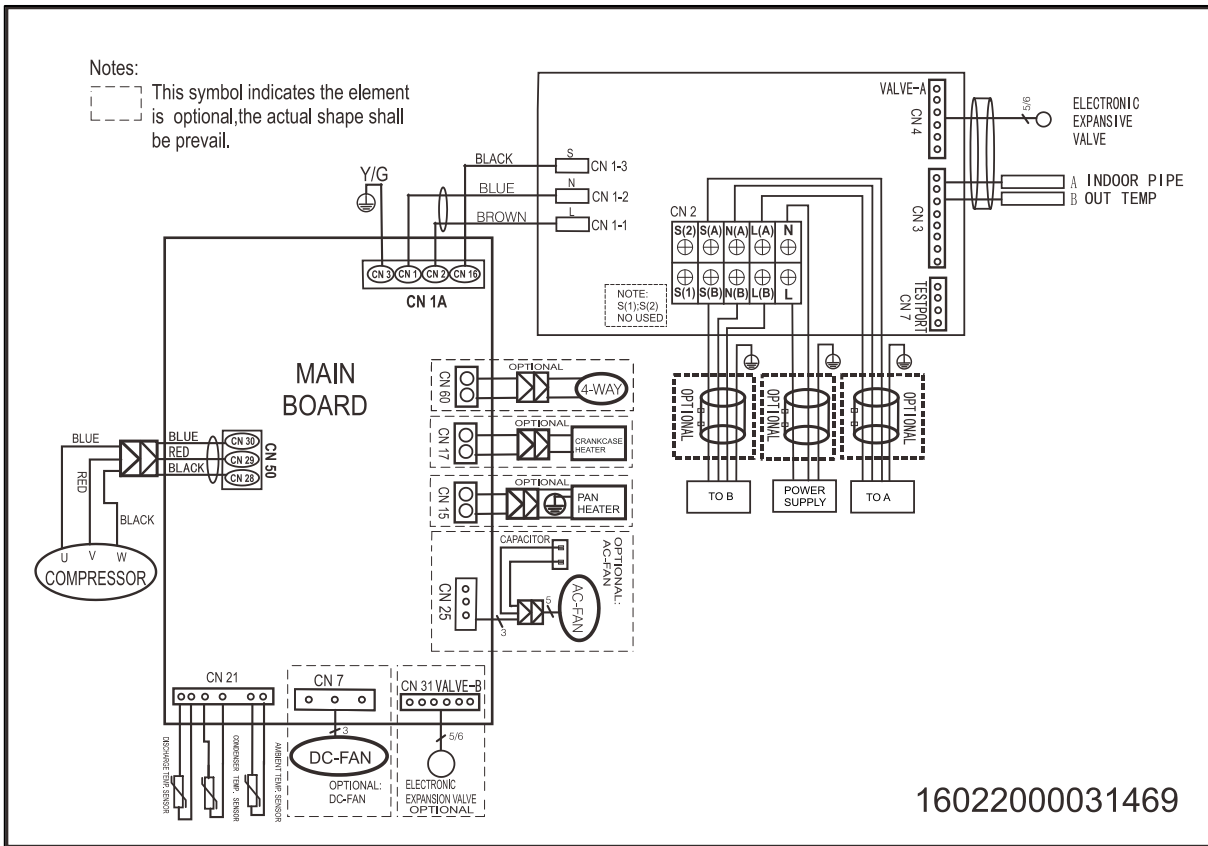 Notes:
This symbol indicates the element
is optional,the actual shape shall
be prevail.
Y/G
BLACK
BLUE
BROWN
S
CN 1-3
N
CN 1-2
L
CN 1-1
VALVE-A
CN 4
5/6
ELECTRONIC
EXPANSIVE
VALVE
CN 3
A INDOOR PIPE
B OUT TEMP
TESTPORT
CN 7
CN 2
S(2) S(A) N(A) L(A) N
S(1) S(B) N(B) L(B) L
NOTE:
S(1);S(2)
NO USED
OPTIONAL
OPTIONAL
OPTIONAL
TO B
POWER
SUPPLY
TO A
CN 3 CN 1 CN 2 CN 16
CN 1A
MAIN
BOARD
CN 60
OPTIONAL
4-WAY
CN 17
OPTIONAL
CRANKCASE
HEATER
CN 15
OPTIONAL
PAN
HEATER
CAPACITOR
OPTIONAL:
AC-FAN
CN 25
3
5
AC-FAN
BLUE
RED
BLACK
BLUE
RED
BLACK
CN 30
CN 29
CN 28
CN 50
U V W
COMPRESSOR
CN 21
DISCHARGE TEMP. SENSOR
CONDENSER TEMP. SENSOR
AMBIENT TEMP. SENSOR
CN 7
3
DC-FAN
OPTIONAL:
DC-FAN
CN 31 VALVE-B
5/6
ELECTRONIC
EXPANSION VALVE
OPTIONAL
16022000031469